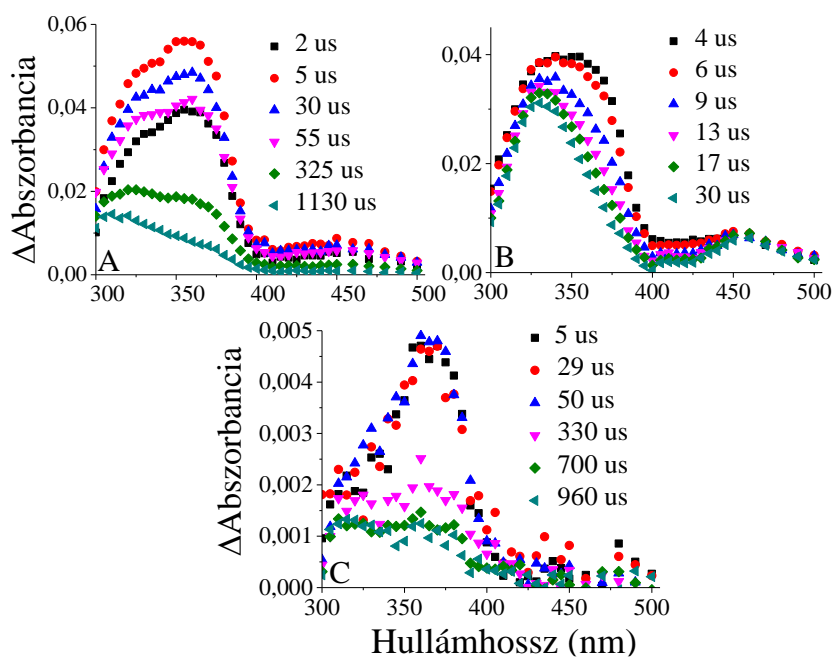 0,06
0,04
0,02
0,00
ΔAbszorbancia
A
2 us
5 us
30 us
55 us
325 us
1130 us
300 350 400 450 500
0,04
0,02
0,00
ΔAbszorbancia
B
4 us
6 us
9 us
13 us
17 us
30 us
300 350 400 450 500
0,005
0,004
0,003
0,002
0,001
0,000
ΔAbszorbancia
C
5 us
29 us
50 us
330 us
700 us
960 us
300 350 400 450 500
Hullámhossz (nm)